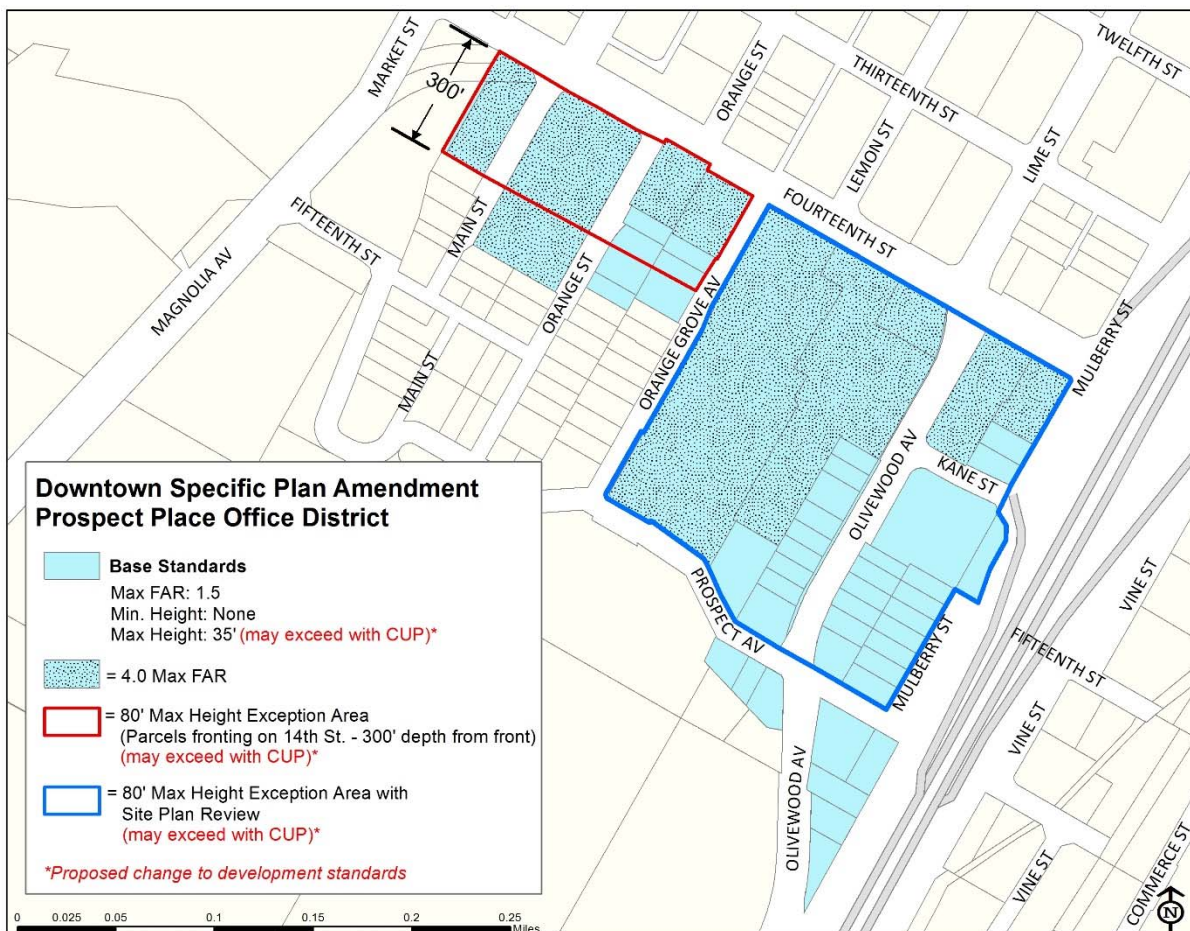 MARKET ST
300'
ORANGE ST
TWELFTH ST
THIRTEENTH ST
LEMON ST
LIME ST
FOURTEENTH ST
FIFTEENTH ST
MAIN ST
MAGNOLIA AV
ORANGE ST
ORANGE GROVE AV
MULBERRY ST
MAIN ST
KANE ST
OLIVEWOOD AV
PROSPECT AV
MULBERRY ST
VINE ST
FIFTEENTH ST
VINE ST
OLIVEWOOD AV
VINE ST
COMMERCE ST
Downtown Specific Plan Amendment
Prospect Place Office District
Base Standards
Max FAR: 1.5
Min. Height: None
Max Height: 35' (may exceed with CUP)*
= 4.0 Max FAR
= 80' Max Height Exception Area
(Parcels fronting on 14th St. - 300' depth from front)
(may exceed with CUP)*
= 80' Max Height Exception Area with
Site Plan Review
(may exceed with CUP)*
*Proposed change to development standards
0 0.025 0.05 0.1 0.15 0.2 0.25
Miles
N